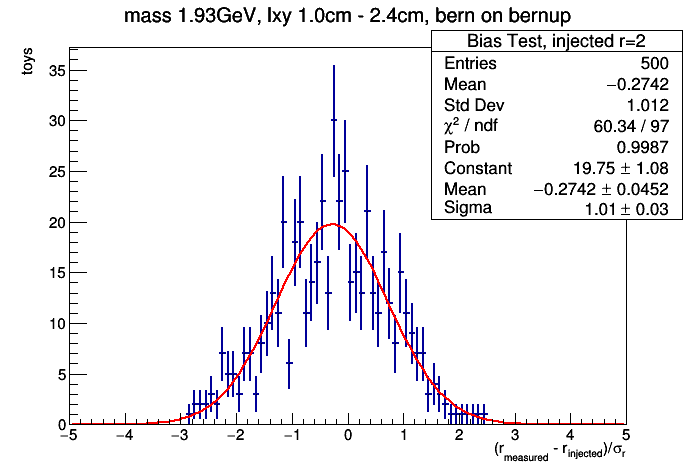 mass 1.93GeV, lxy 1.0cm - 2.4cm, bern on bernup
Bias Test, injected r=2
Entries 500
Mean −0.2742
Std Dev 1.012
χ² / ndf 60.34 / 97
Prob 0.9987
Constant 19.75 ± 1.08
Mean −0.2742 ± 0.0452
Sigma 1.01 ± 0.03
toys
35
30
25
20
15
10
5
0
−5 −4 −3 −2 −1 0 1 2 3 4 5
(r_measured - r_injected)/σ_r